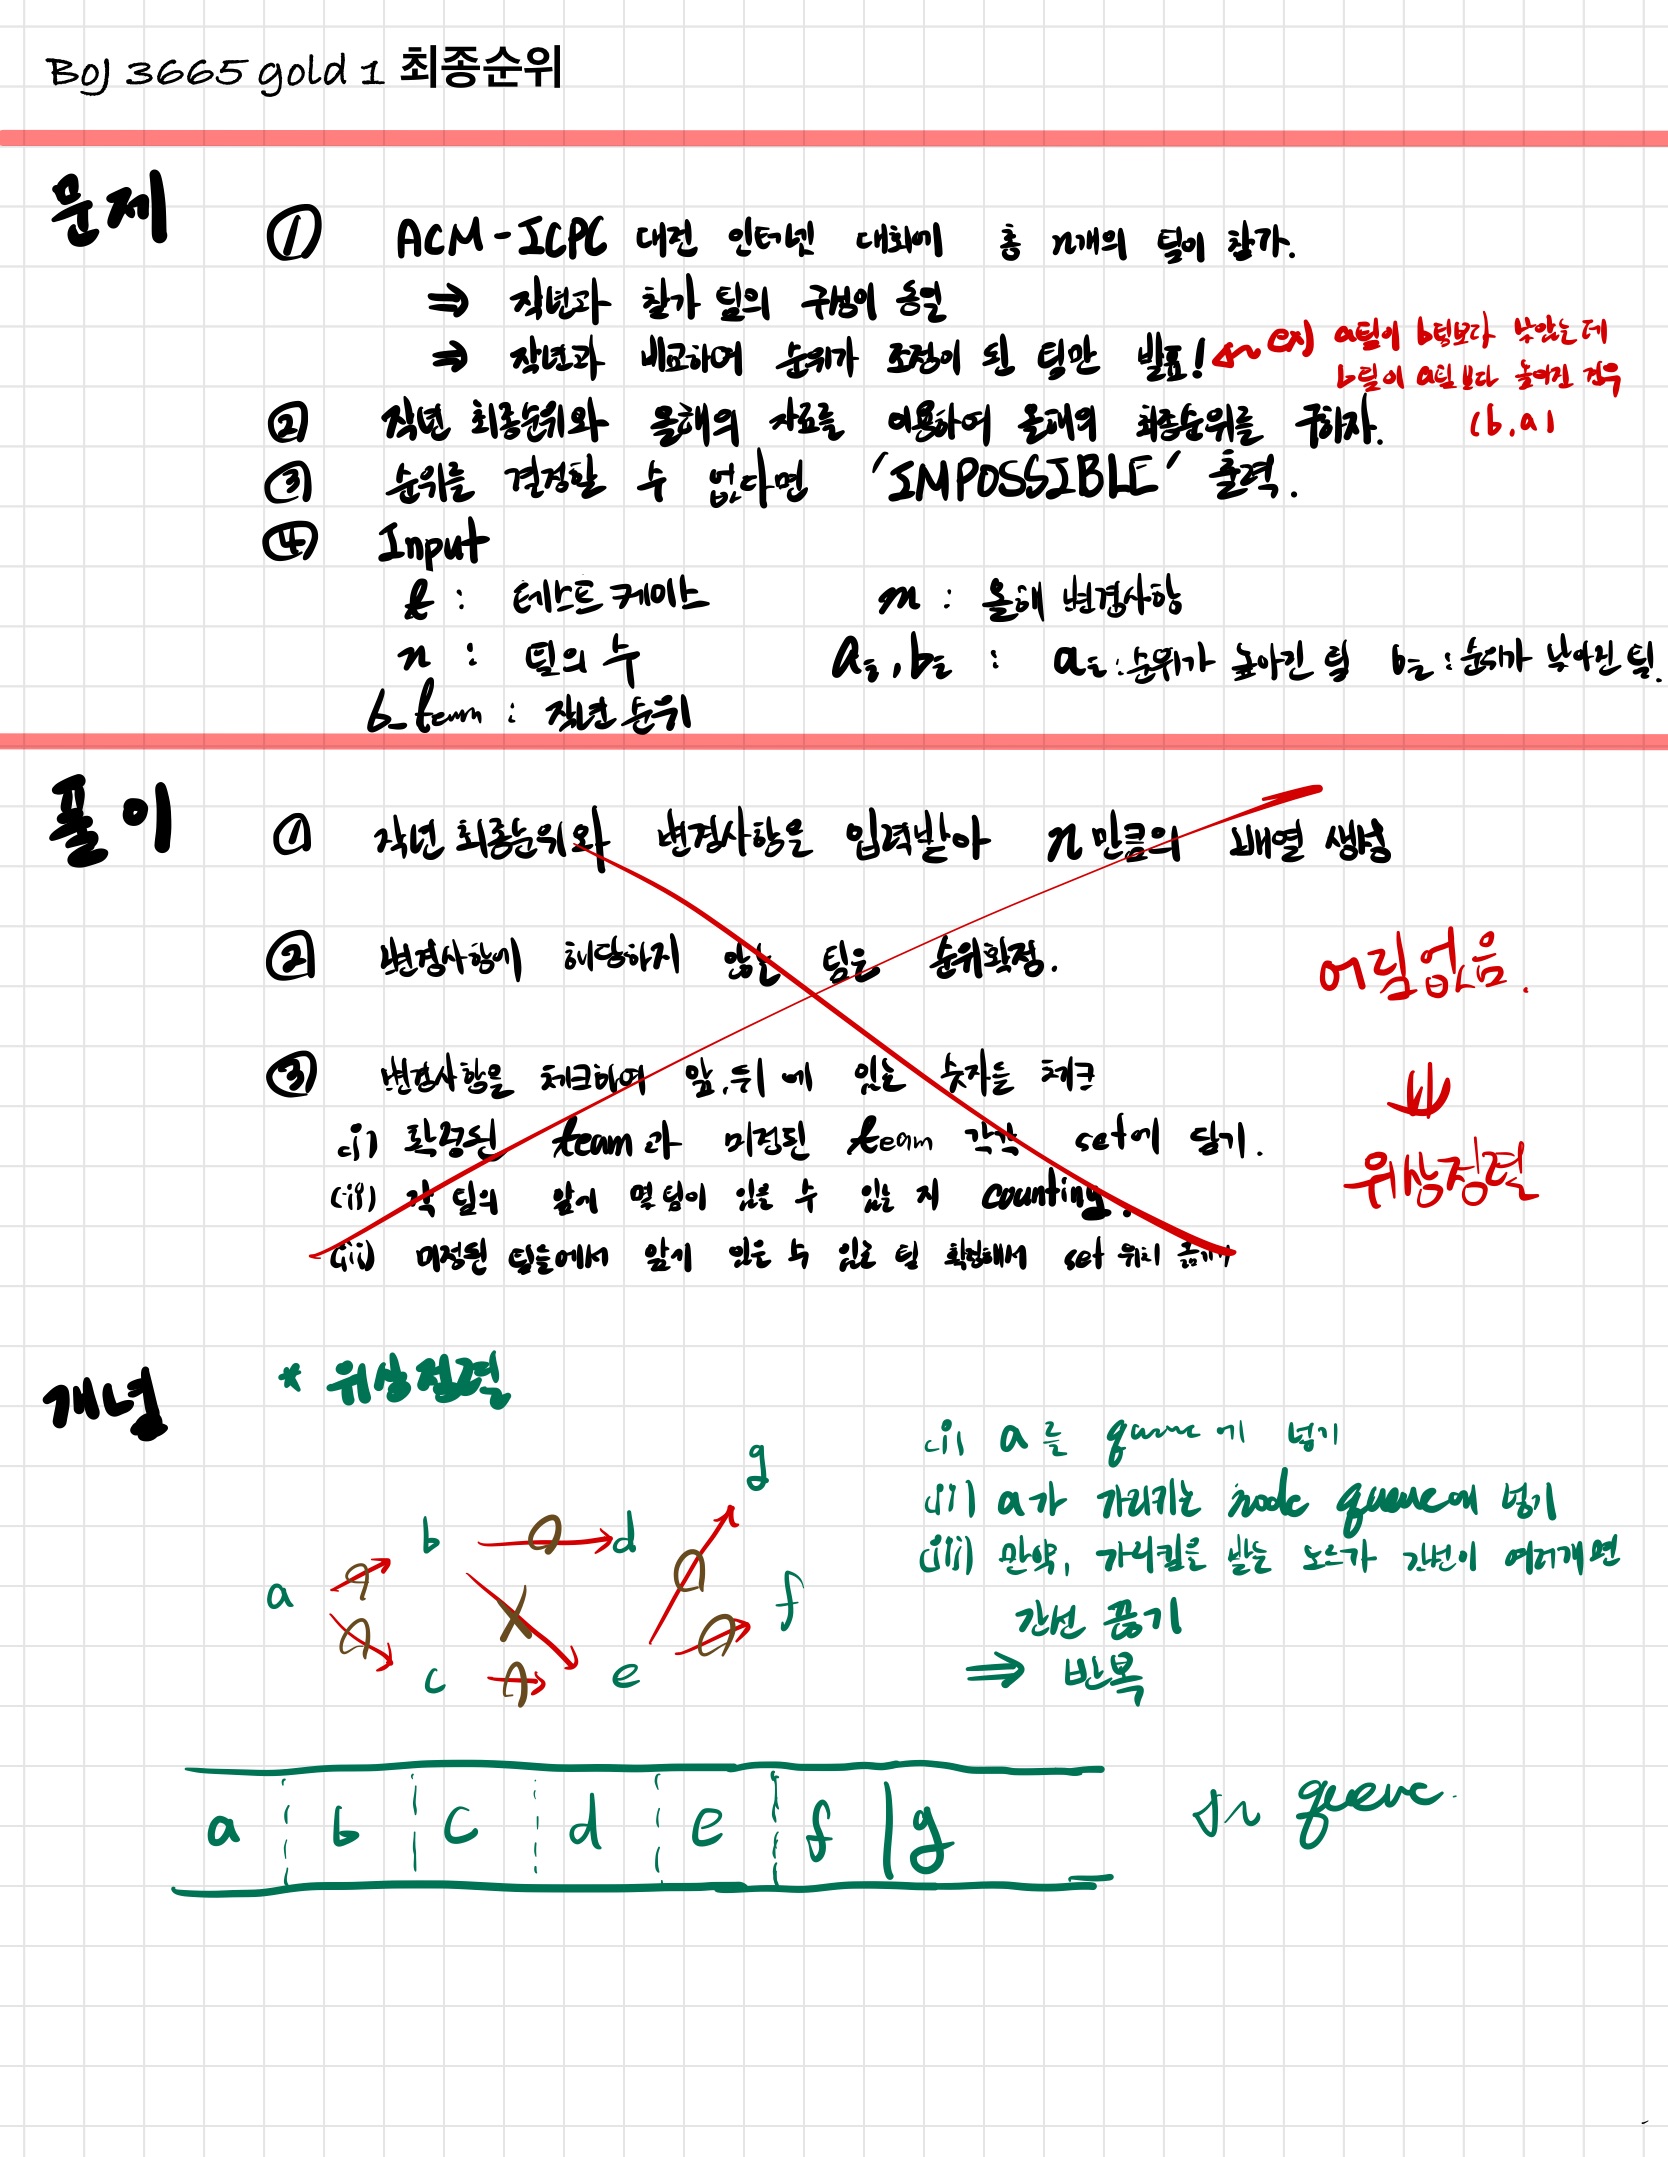 BOJ 3665 gold 1 최종순위
문제
① ACM-ICPC 대전 인터넷 대회에 총 n개의 팀이 참가.
⇒ 작년과 참가 팀의 구성이 동일
⇒ 작년과 비교하여 순위가 조정이 된 팀만 발표!
ex) a팀이 b팀보다 높았는데
b팀이 a팀보다 높아진 경우
(b, a)
② 작년 최종순위와 올해의 자료를 이용하여 올해의 최종순위를 구하자.
③ 순위를 결정할 수 없다면 'IMPOSSIBLE' 출력.
④ Input
t : 테스트 케이스 m : 올해 변경사항
n : 팀의 수 aᵢ, bᵢ : aᵢ : 순위가 높아진 팀 bᵢ : 순위가 낮아진 팀.
b_team : 작년 순위
풀이
① 작년 최종순위와 변경사항을 입력받아 n만큼의 배열 생성
② 변경사항에 해당하지 않는 팀은 순위확정.
어림없음.
⇓
위상정렬
③ 변경사항을 체크하여 앞, 뒤에 있는 숫자들 체크
(i) 확정된 team과 미정된 team 각각 set에 담기.
(ii) 각 팀의 앞에 몇 팀이 있을 수 있는 지 counting.
(iii) 미정된 팀들에서 앞에 있을 수 있는 팀 확정해서 set 위치 옮기기
개념
* 위상정렬
(i) a를 queue에 넣기
(ii) a가 가리키는 node queue에 넣기
(iii) 만약, 가리킴을 받는 노드가 간선이 여러개면
간선 끊기
⇒ 반복
g
b d
a f
c e
a b c d e f g
queue.